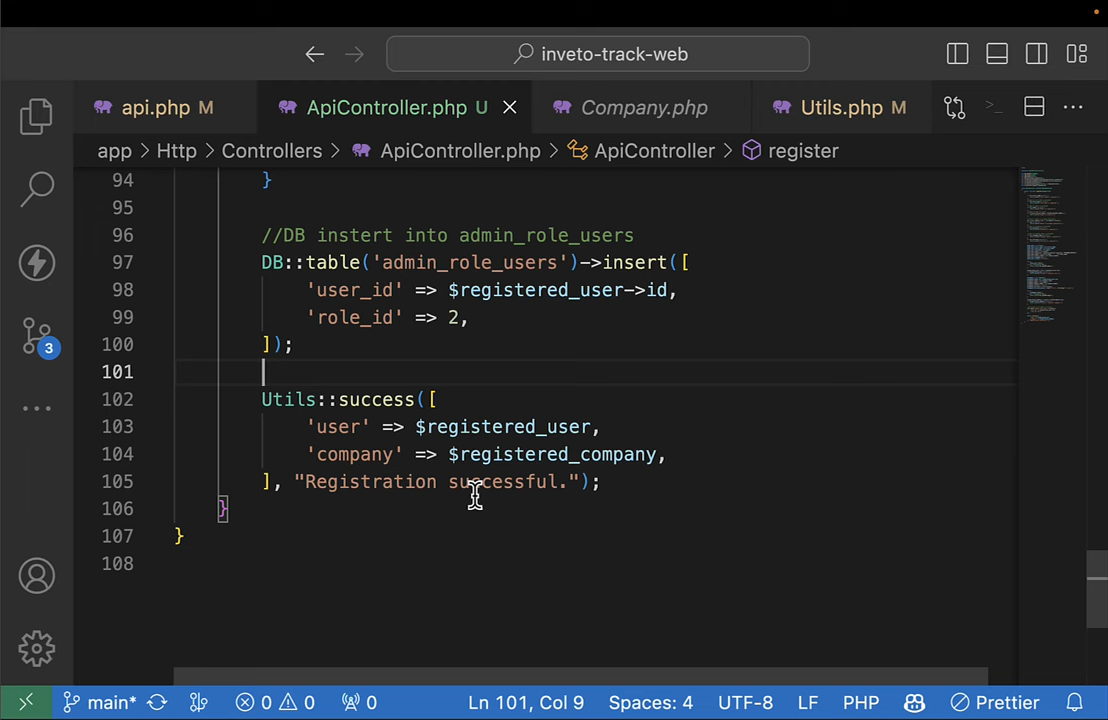 inveto-track-web
api.php M
ApiController.php U
Company.php
Utils.php M
app > Http > Controllers > ApiController.php > ApiController > register
94 }
95
96 //DB instert into admin_role_users
97 DB::table('admin_role_users')->insert([
98 'user_id' => $registered_user->id,
99 'role_id' => 2,
100 ]);
101
102 Utils::success([
103 'user' => $registered_user,
104 'company' => $registered_company,
105 ], "Registration successful.");
106 }
107 }
108
3
main* 0 0 0 Ln 101, Col 9 Spaces: 4 UTF-8 LF PHP Prettier